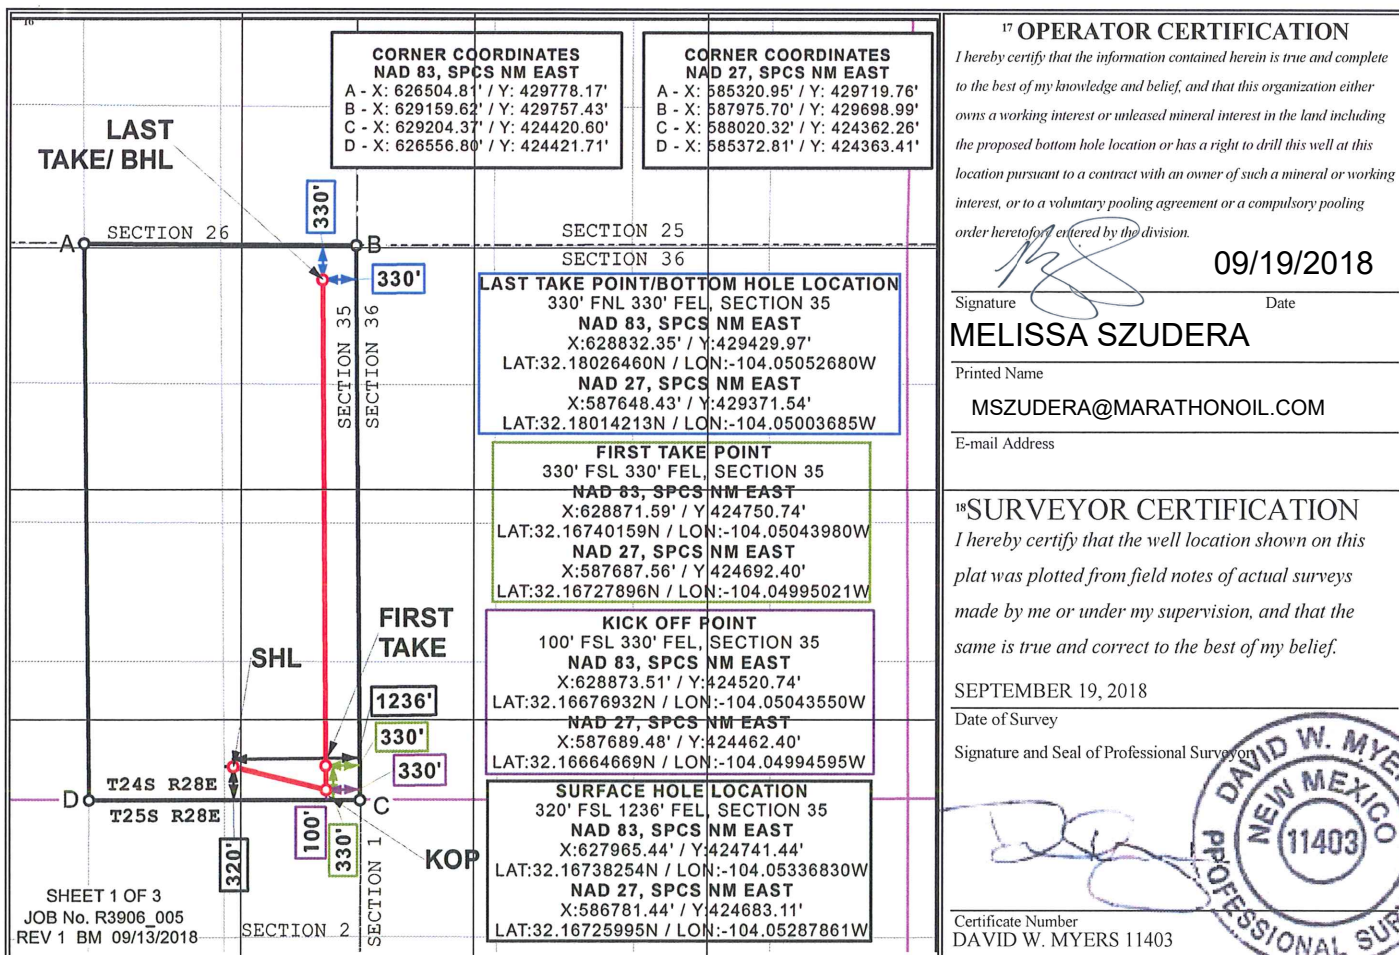 16
CORNER COORDINATES
NAD 83, SPCS NM EAST
A - X: 626504.81' / Y: 429778.17'
B - X: 629159.62' / Y: 429757.43'
C - X: 629204.37' / Y: 424420.60'
D - X: 626556.80' / Y: 424421.71'
CORNER COORDINATES
NAD 27, SPCS NM EAST
A - X: 585320.95' / Y: 429719.76'
B - X: 587975.70' / Y: 429698.99'
C - X: 588020.32' / Y: 424362.26'
D - X: 585372.81' / Y: 424363.41'
LAST
TAKE/ BHL
330'
A
SECTION 26
B
SECTION 25
SECTION 36
330'
SECTION 35
SECTION 36
LAST TAKE POINT/BOTTOM HOLE LOCATION
330' FNL 330' FEL, SECTION 35
NAD 83, SPCS NM EAST
X:628832.35' / Y:429429.97'
LAT:32.18026460N / LON:-104.05052680W
NAD 27, SPCS NM EAST
X:587648.43' / Y:429371.54'
LAT:32.18014213N / LON:-104.05003685W
FIRST TAKE POINT
330' FSL 330' FEL, SECTION 35
NAD 83, SPCS NM EAST
X:628871.59' / Y:424750.74'
LAT:32.16740159N / LON:-104.05043980W
NAD 27, SPCS NM EAST
X:587687.56' / Y:424692.40'
LAT:32.16727896N / LON:-104.04995021W
KICK OFF POINT
100' FSL 330' FEL, SECTION 35
NAD 83, SPCS NM EAST
X:628873.51' / Y:424520.74'
LAT:32.16676932N / LON:-104.05043550W
NAD 27, SPCS NM EAST
X:587689.48' / Y:424462.40'
LAT:32.16664669N / LON:-104.04994595W
SURFACE HOLE LOCATION
320' FSL 1236' FEL, SECTION 35
NAD 83, SPCS NM EAST
X:627965.44' / Y:424741.44'
LAT:32.16738254N / LON:-104.05336830W
NAD 27, SPCS NM EAST
X:586781.44' / Y:424683.11'
LAT:32.16725995N / LON:-104.05287861W
FIRST
TAKE
SHL
1236'
330'
330'
T24S R28E
D
C
T25S R28E
320'
100'
330'
KOP
SECTION 2
SECTION 1
SHEET 1 OF 3
JOB No. R3906_005
REV 1 BM 09/13/2018
17 OPERATOR CERTIFICATION
I hereby certify that the information contained herein is true and complete
to the best of my knowledge and belief, and that this organization either
owns a working interest or unleased mineral interest in the land including
the proposed bottom hole location or has a right to drill this well at this
location pursuant to a contract with an owner of such a mineral or working
interest, or to a voluntary pooling agreement or a compulsory pooling
order heretofore entered by the division.
09/19/2018
Signature Date
MELISSA SZUDERA
Printed Name
MSZUDERA@MARATHONOIL.COM
E-mail Address
18SURVEYOR CERTIFICATION
I hereby certify that the well location shown on this
plat was plotted from field notes of actual surveys
made by me or under my supervision, and that the
same is true and correct to the best of my belief.
SEPTEMBER 19, 2018
Date of Survey
Signature and Seal of Professional Surveyor
DAVID W. MYE
NEW MEXICO
11403
PROFESSIONAL SU
Certificate Number
DAVID W. MYERS 11403